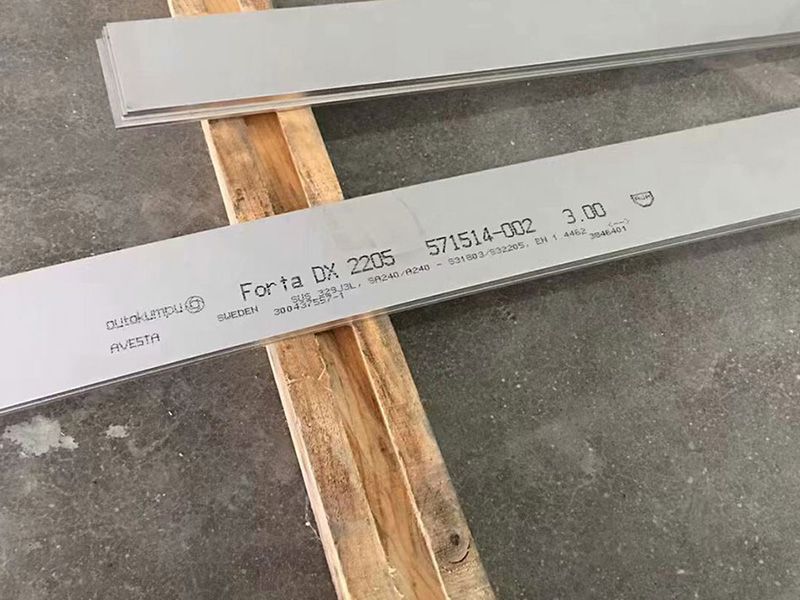 outokumpu
AVESTA
SWEDEN
Forta DX 2205 571514-002 3.00
SUS 329J3L, SA240/A240 - S31803/S32205, EN 1.4462
3846401